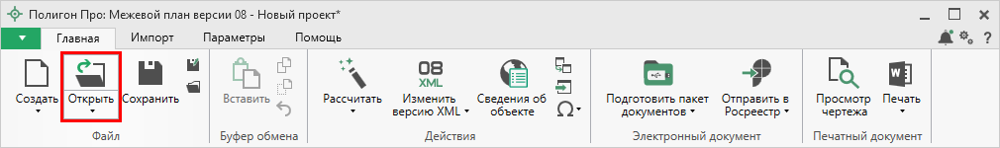 Полигон Про: Межевой план версии 08 - Новый проект*
Главная Импорт Параметры Помощь
?
Создать Открыть Сохранить
Файл
Вставить
Буфер обмена
Рассчитать
08
XML
Изменить
версию XML
Сведения об
объекте
Ω
Действия
Подготовить пакет
документов
Отправить в
Росреестр
Электронный документ
Просмотр
чертежа
W
Печать
Печатный документ